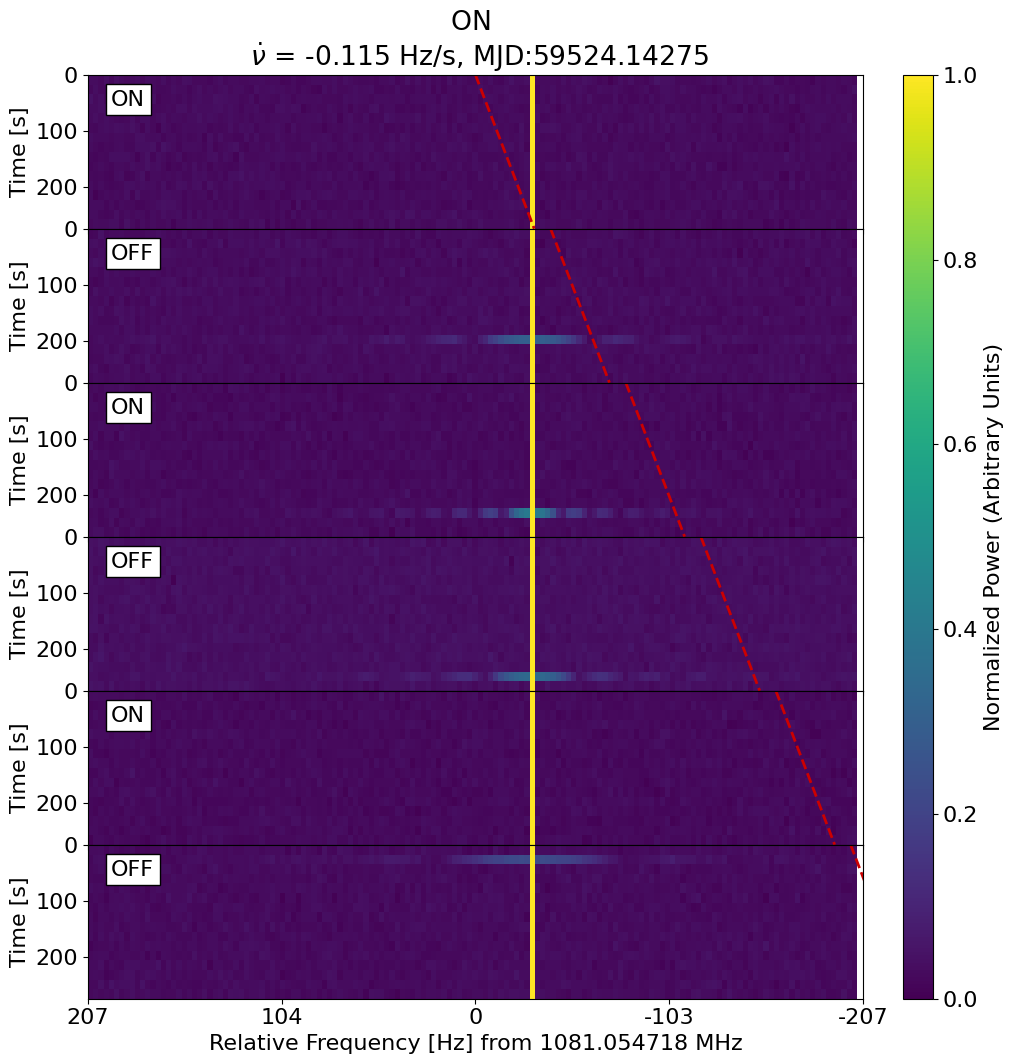 ON
ν̇ = -0.115 Hz/s, MJD:59524.14275
0
ON
100
200
Time [s]
0
OFF
100
200
Time [s]
0
ON
100
200
Time [s]
0
OFF
100
200
Time [s]
0
ON
100
200
Time [s]
0
OFF
100
200
Time [s]
207 104 0 -103 -207
Relative Frequency [Hz] from 1081.054718 MHz
1.0
0.8
0.6
0.4
0.2
0.0
Normalized Power (Arbitrary Units)